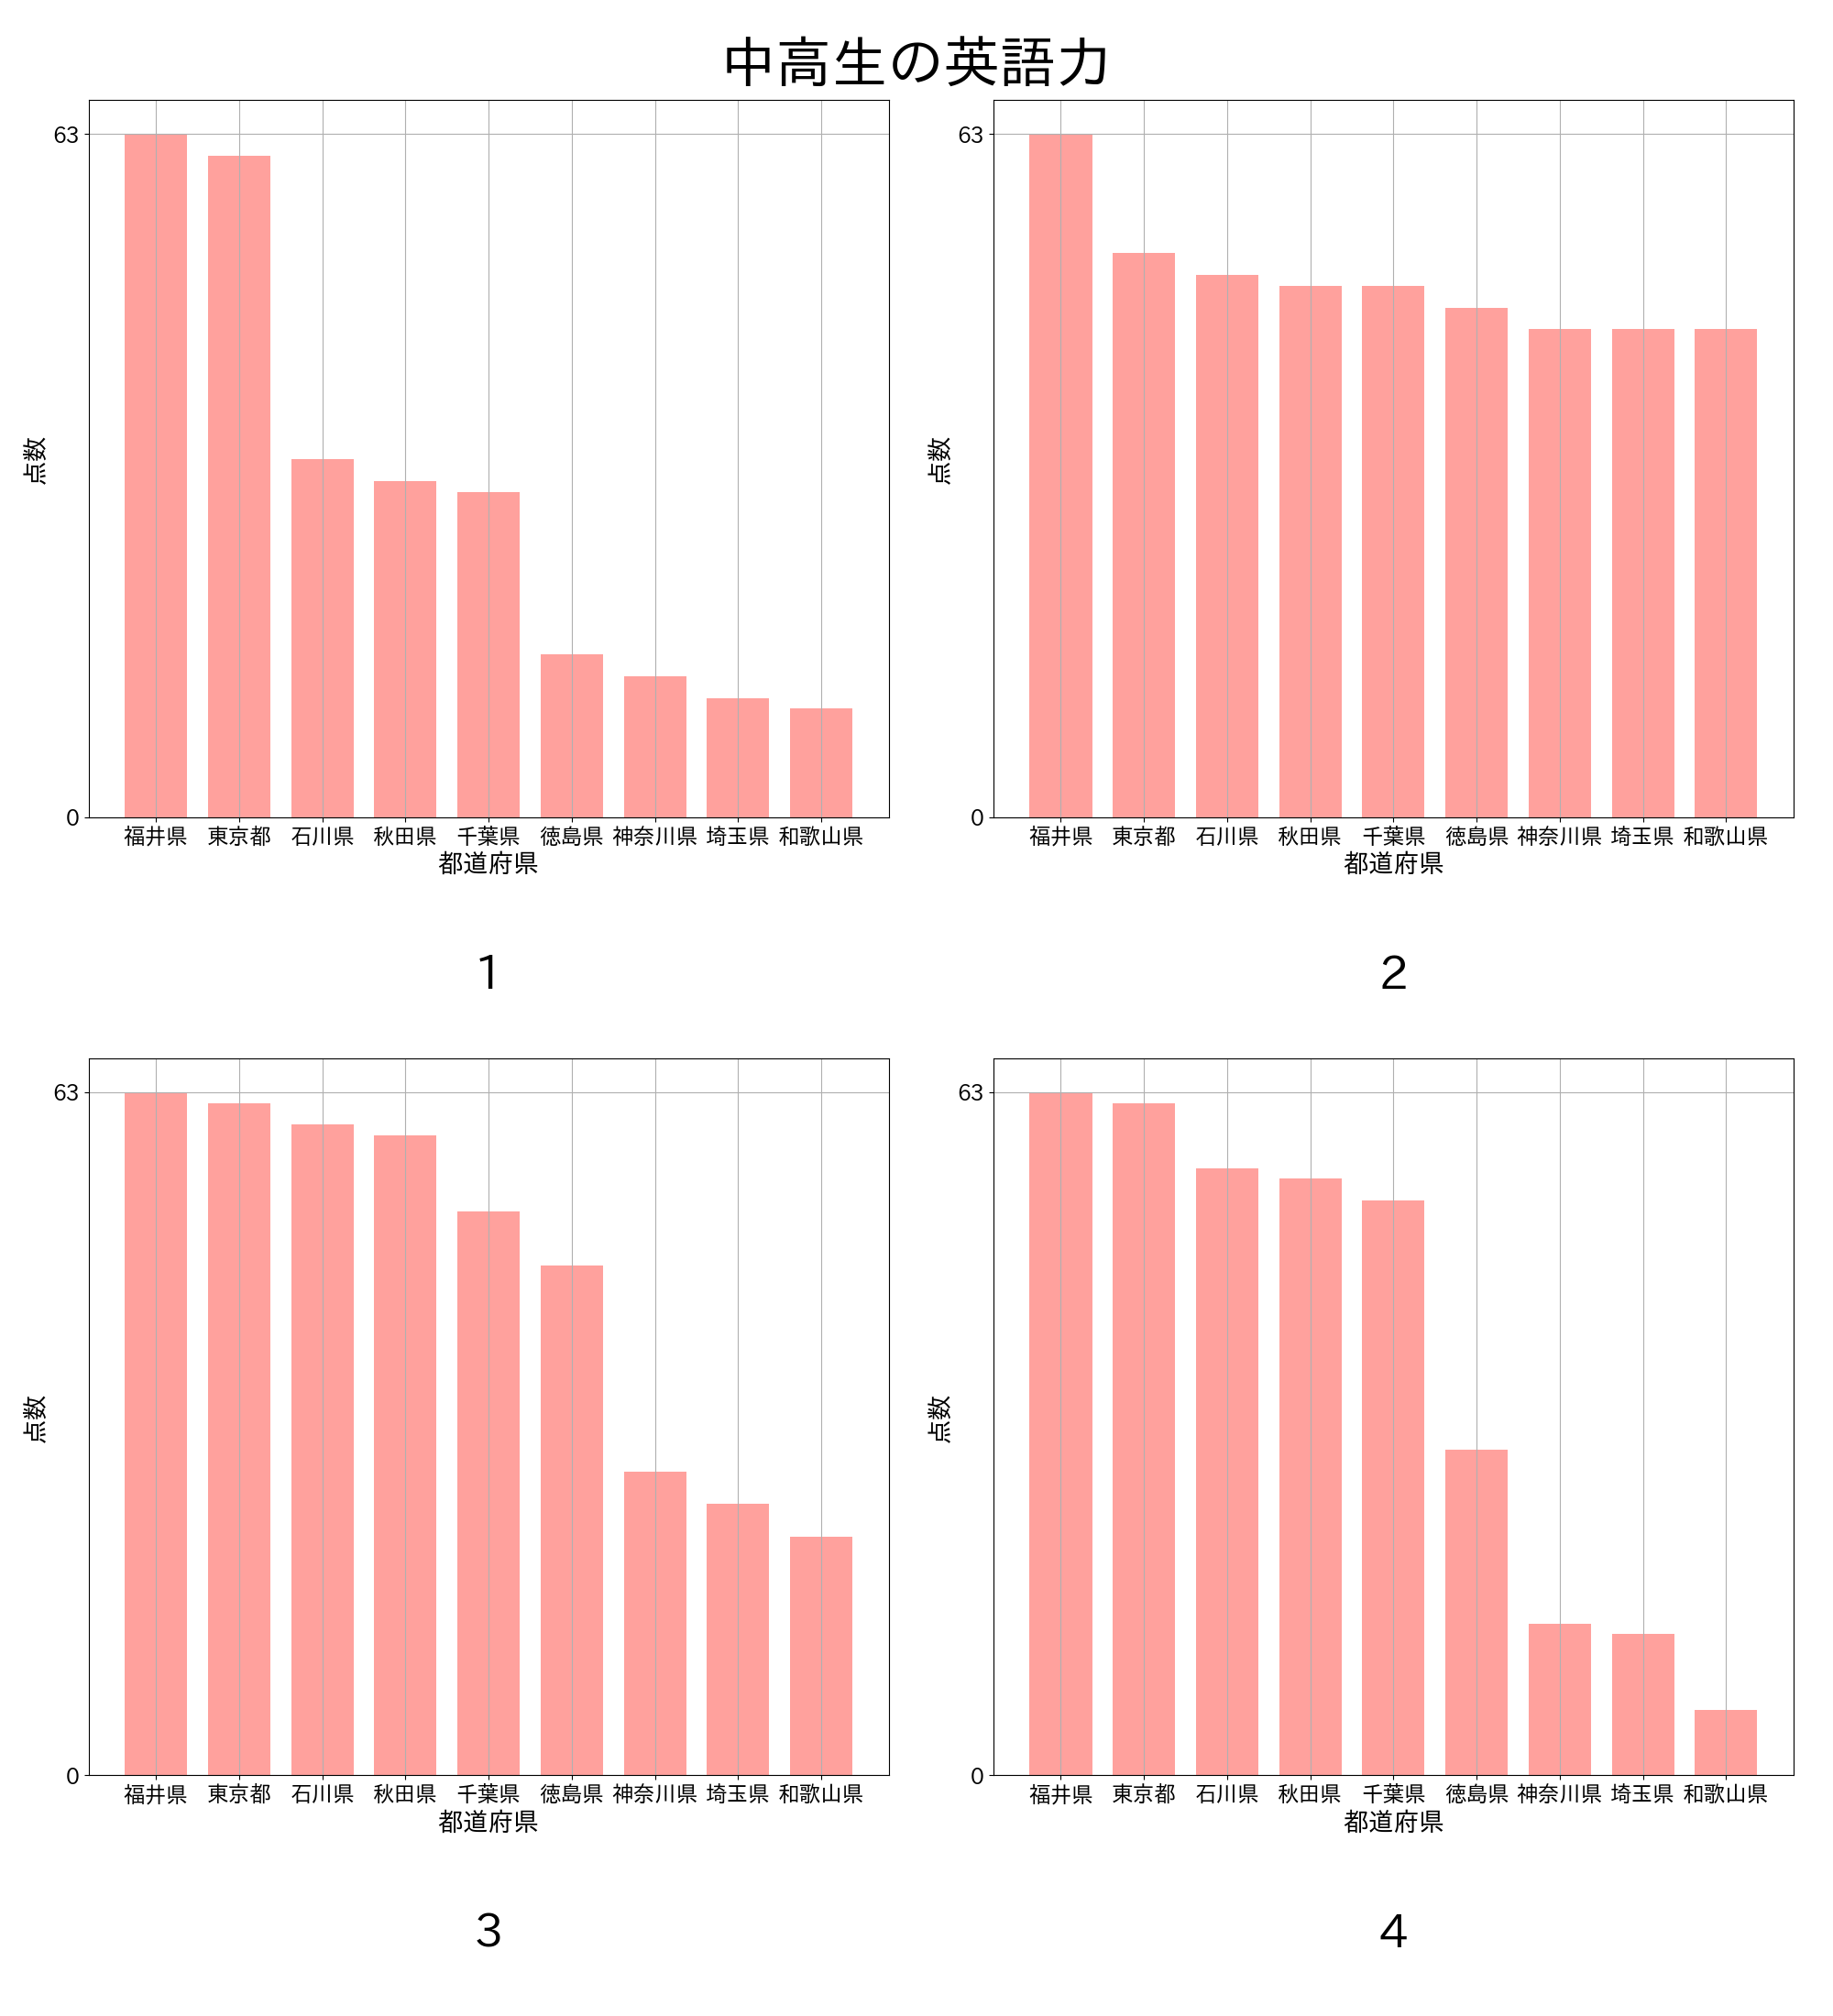 中高生の英語力
63
0
点数
福井県 東京都 石川県 秋田県 千葉県 徳島県 神奈川県 埼玉県 和歌山県
都道府県
1
63
0
点数
福井県 東京都 石川県 秋田県 千葉県 徳島県 神奈川県 埼玉県 和歌山県
都道府県
2
63
0
点数
福井県 東京都 石川県 秋田県 千葉県 徳島県 神奈川県 埼玉県 和歌山県
都道府県
3
63
0
点数
福井県 東京都 石川県 秋田県 千葉県 徳島県 神奈川県 埼玉県 和歌山県
都道府県
4